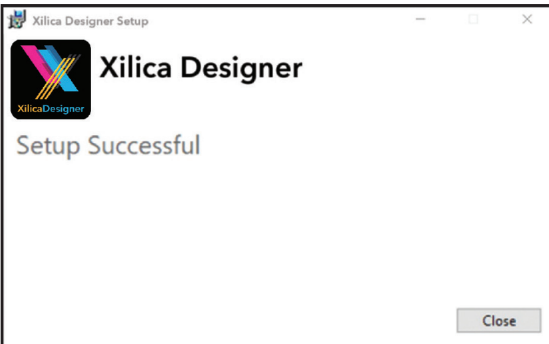 Xilica Designer Setup
Xilica Designer
XilicaDesigner
Setup Successful
Close